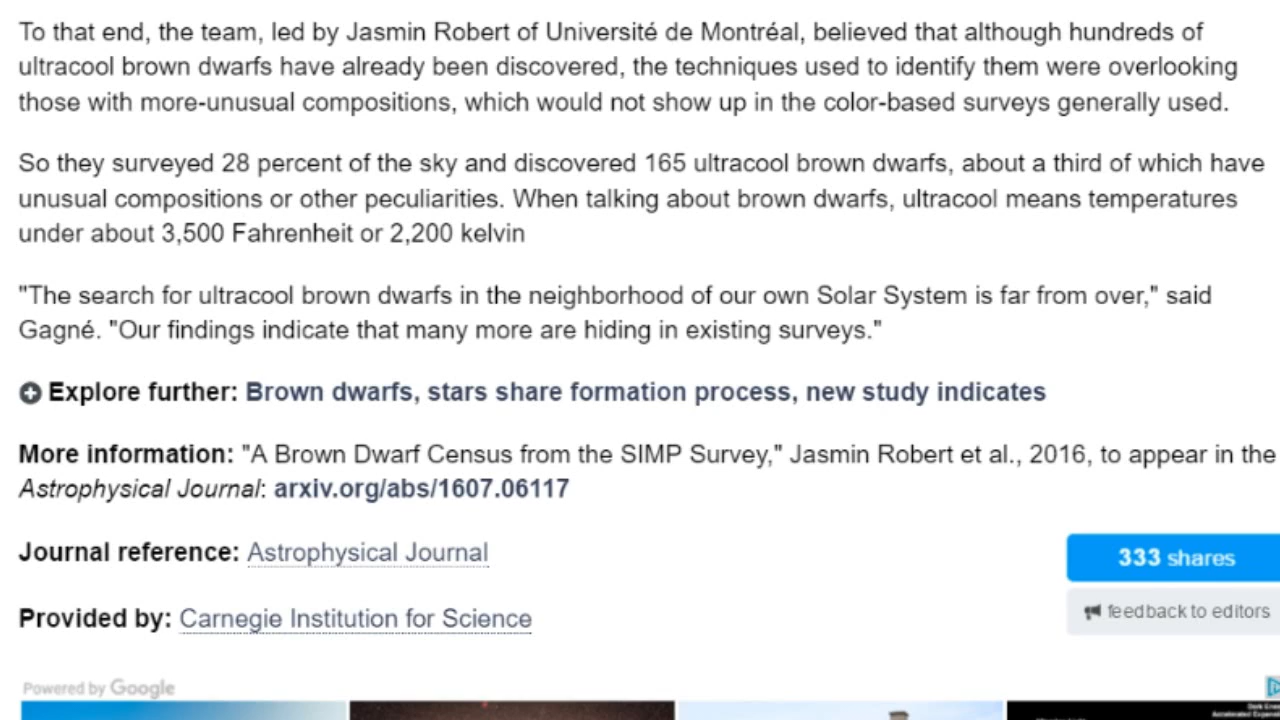 To that end, the team, led by Jasmin Robert of Université de Montréal, believed that although hundreds of
ultracool brown dwarfs have already been discovered, the techniques used to identify them were overlooking
those with more-unusual compositions, which would not show up in the color-based surveys generally used.
So they surveyed 28 percent of the sky and discovered 165 ultracool brown dwarfs, about a third of which have
unusual compositions or other peculiarities. When talking about brown dwarfs, ultracool means temperatures
under about 3,500 Fahrenheit or 2,200 kelvin
"The search for ultracool brown dwarfs in the neighborhood of our own Solar System is far from over," said
Gagné. "Our findings indicate that many more are hiding in existing surveys."
Explore further: Brown dwarfs, stars share formation process, new study indicates
More information: "A Brown Dwarf Census from the SIMP Survey," Jasmin Robert et al., 2016, to appear in the
Astrophysical Journal: arxiv.org/abs/1607.06117
Journal reference: Astrophysical Journal
333 shares
feedback to editors
Provided by: Carnegie Institution for Science
Powered by Google